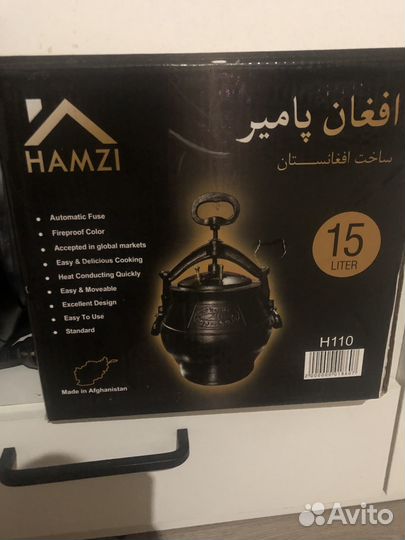 افغان پامیر
ساخت افغانستان
HAMZI
Automatic Fuse
Fireproof Color
Accepted in global markets
Easy & Delicious Cooking
Heat Conducting Quickly
Easy & Moveable
Excellent Design
Easy To Use
Standard
Made in Afghanistan
15
LITER
H110
Avito